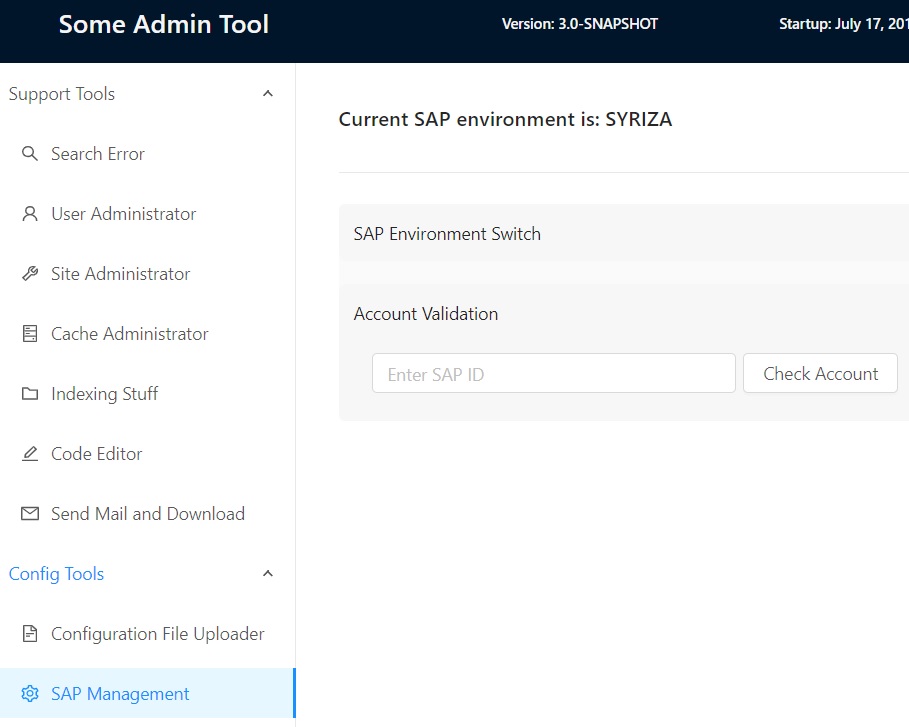 Some Admin Tool
Version: 3.0-SNAPSHOT
Startup: July 17, 201
Support Tools
Search Error
User Administrator
Site Administrator
Cache Administrator
Indexing Stuff
Code Editor
Send Mail and Download
Config Tools
Configuration File Uploader
SAP Management
Current SAP environment is: SYRIZA
SAP Environment Switch
Account Validation
Enter SAP ID
Check Account